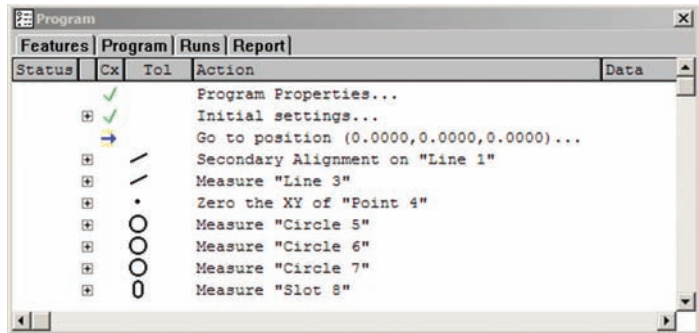 Program
Features Program Runs Report
Status Cx Tol Action Data
Program Properties...
Initial settings...
Go to position (0.0000,0.0000,0.0000)...
Secondary Alignment on "Line 1"
Measure "Line 3"
Zero the XY of "Point 4"
Measure "Circle 5"
Measure "Circle 6"
Measure "Circle 7"
Measure "Slot 8"